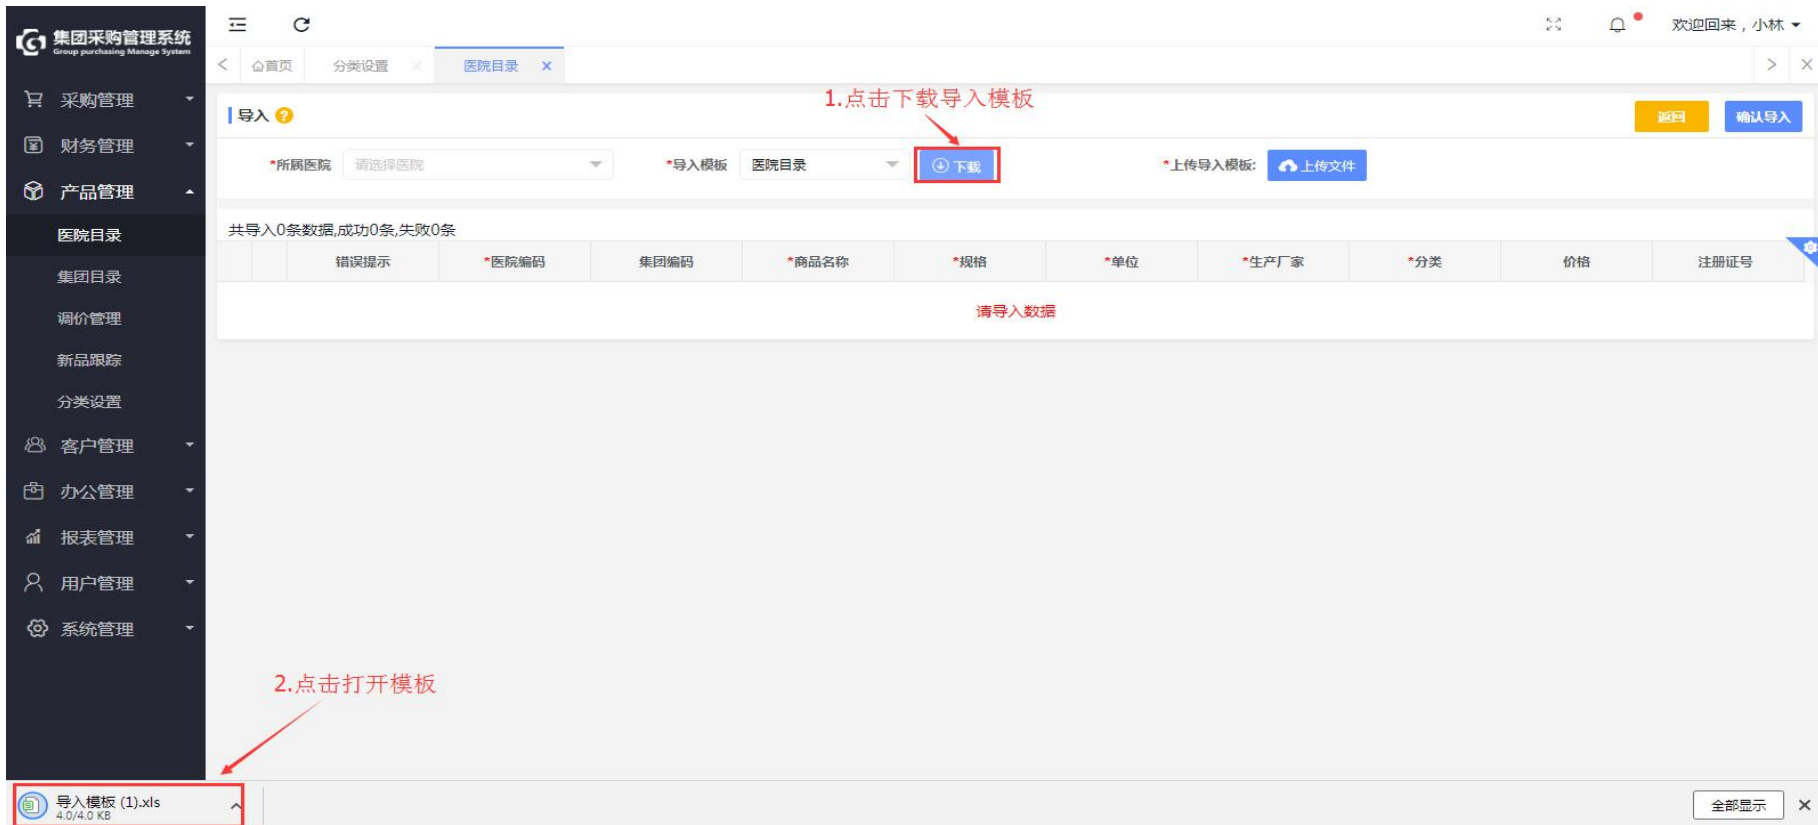 集团采购管理系统
Group purchasing Manage System
欢迎回来，小林
首页
分类设置
医院目录
采购管理
财务管理
产品管理
医院目录
集团目录
调价管理
新品跟踪
分类设置
客户管理
办公管理
报表管理
用户管理
系统管理
1.点击下载导入模板
导入 ?
返回
确认导入
*所属医院 请选择医院
*导入模板 医院目录
下载
*上传导入模板: 上传文件
共导入0条数据,成功0条,失败0条
错误提示 *医院编码 集团编码 *商品名称 *规格 *单位 *生产厂家 *分类 价格 注册证号
请导入数据
2.点击打开模板
导入模板 (1).xls
4.0/4.0 KB
全部显示